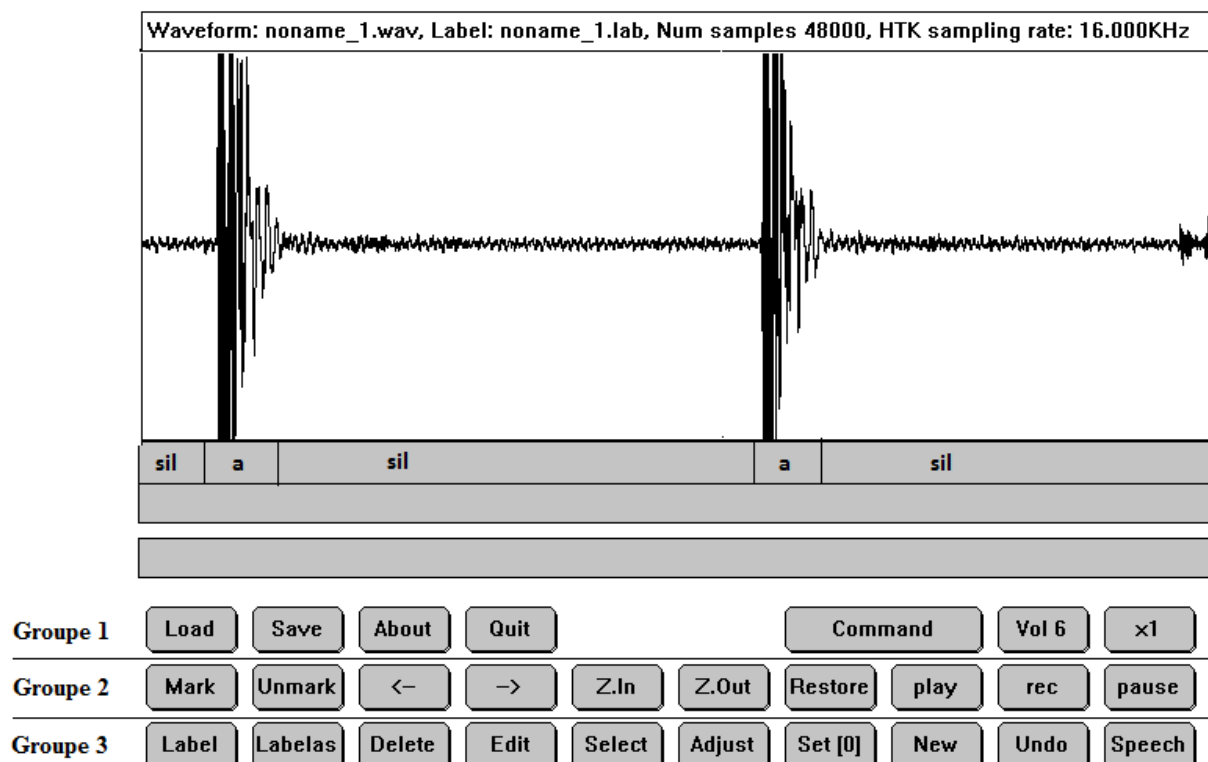 Waveform: noname_1.wav, Label: noname_1.lab, Num samples 48000, HTK sampling rate: 16.000KHz
sil a sil a sil
Groupe 1 Load Save About Quit Command Vol 6 x1
Groupe 2 Mark Unmark <- -> Z.In Z.Out Restore play rec pause
Groupe 3 Label Labelas Delete Edit Select Adjust Set [0] New Undo Speech